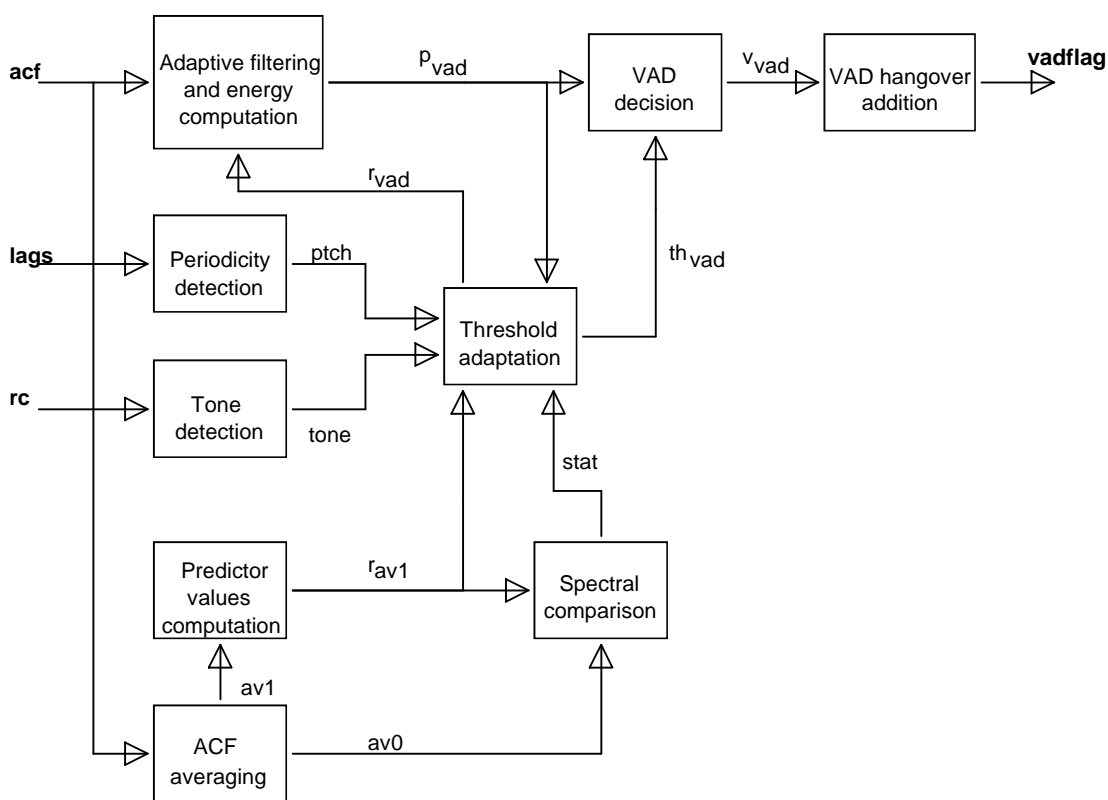 acf
Adaptive filtering
and energy
computation
pvad
VAD
decision
vvad
VAD hangover
addition
vadflag
rvad
lags
Periodicity
detection
ptch
thvad
Threshold
adaptation
rc
Tone
detection
tone
stat
Predictor
values
computation
rav1
Spectral
comparison
av1
ACF
averaging
av0